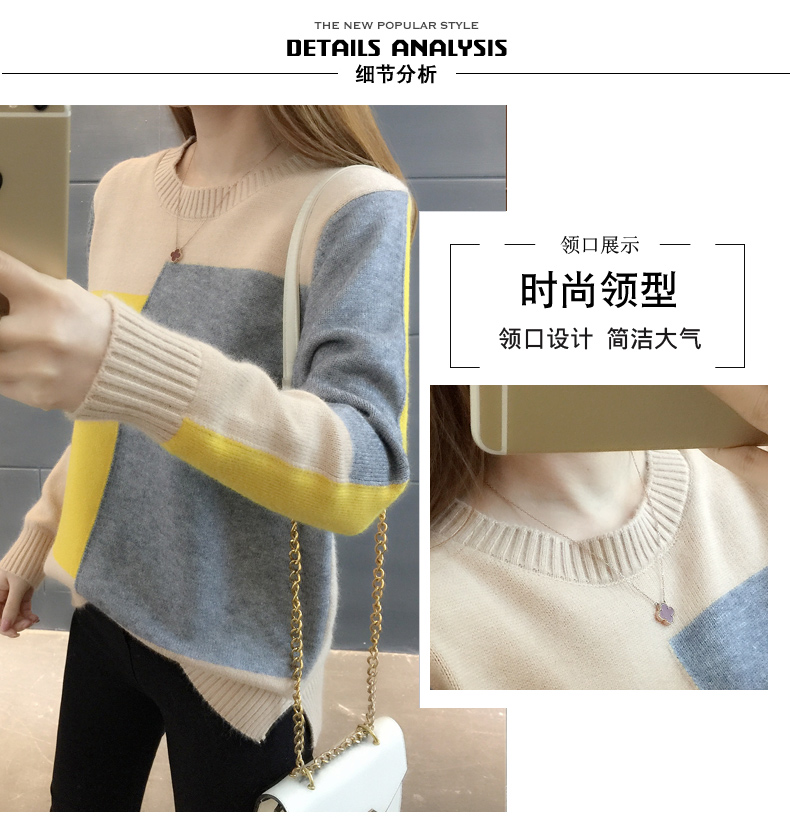 THE NEW POPULAR STYLE
DETAILS ANALYSIS
细节分析
领口展示
时尚领型
领口设计 简洁大气